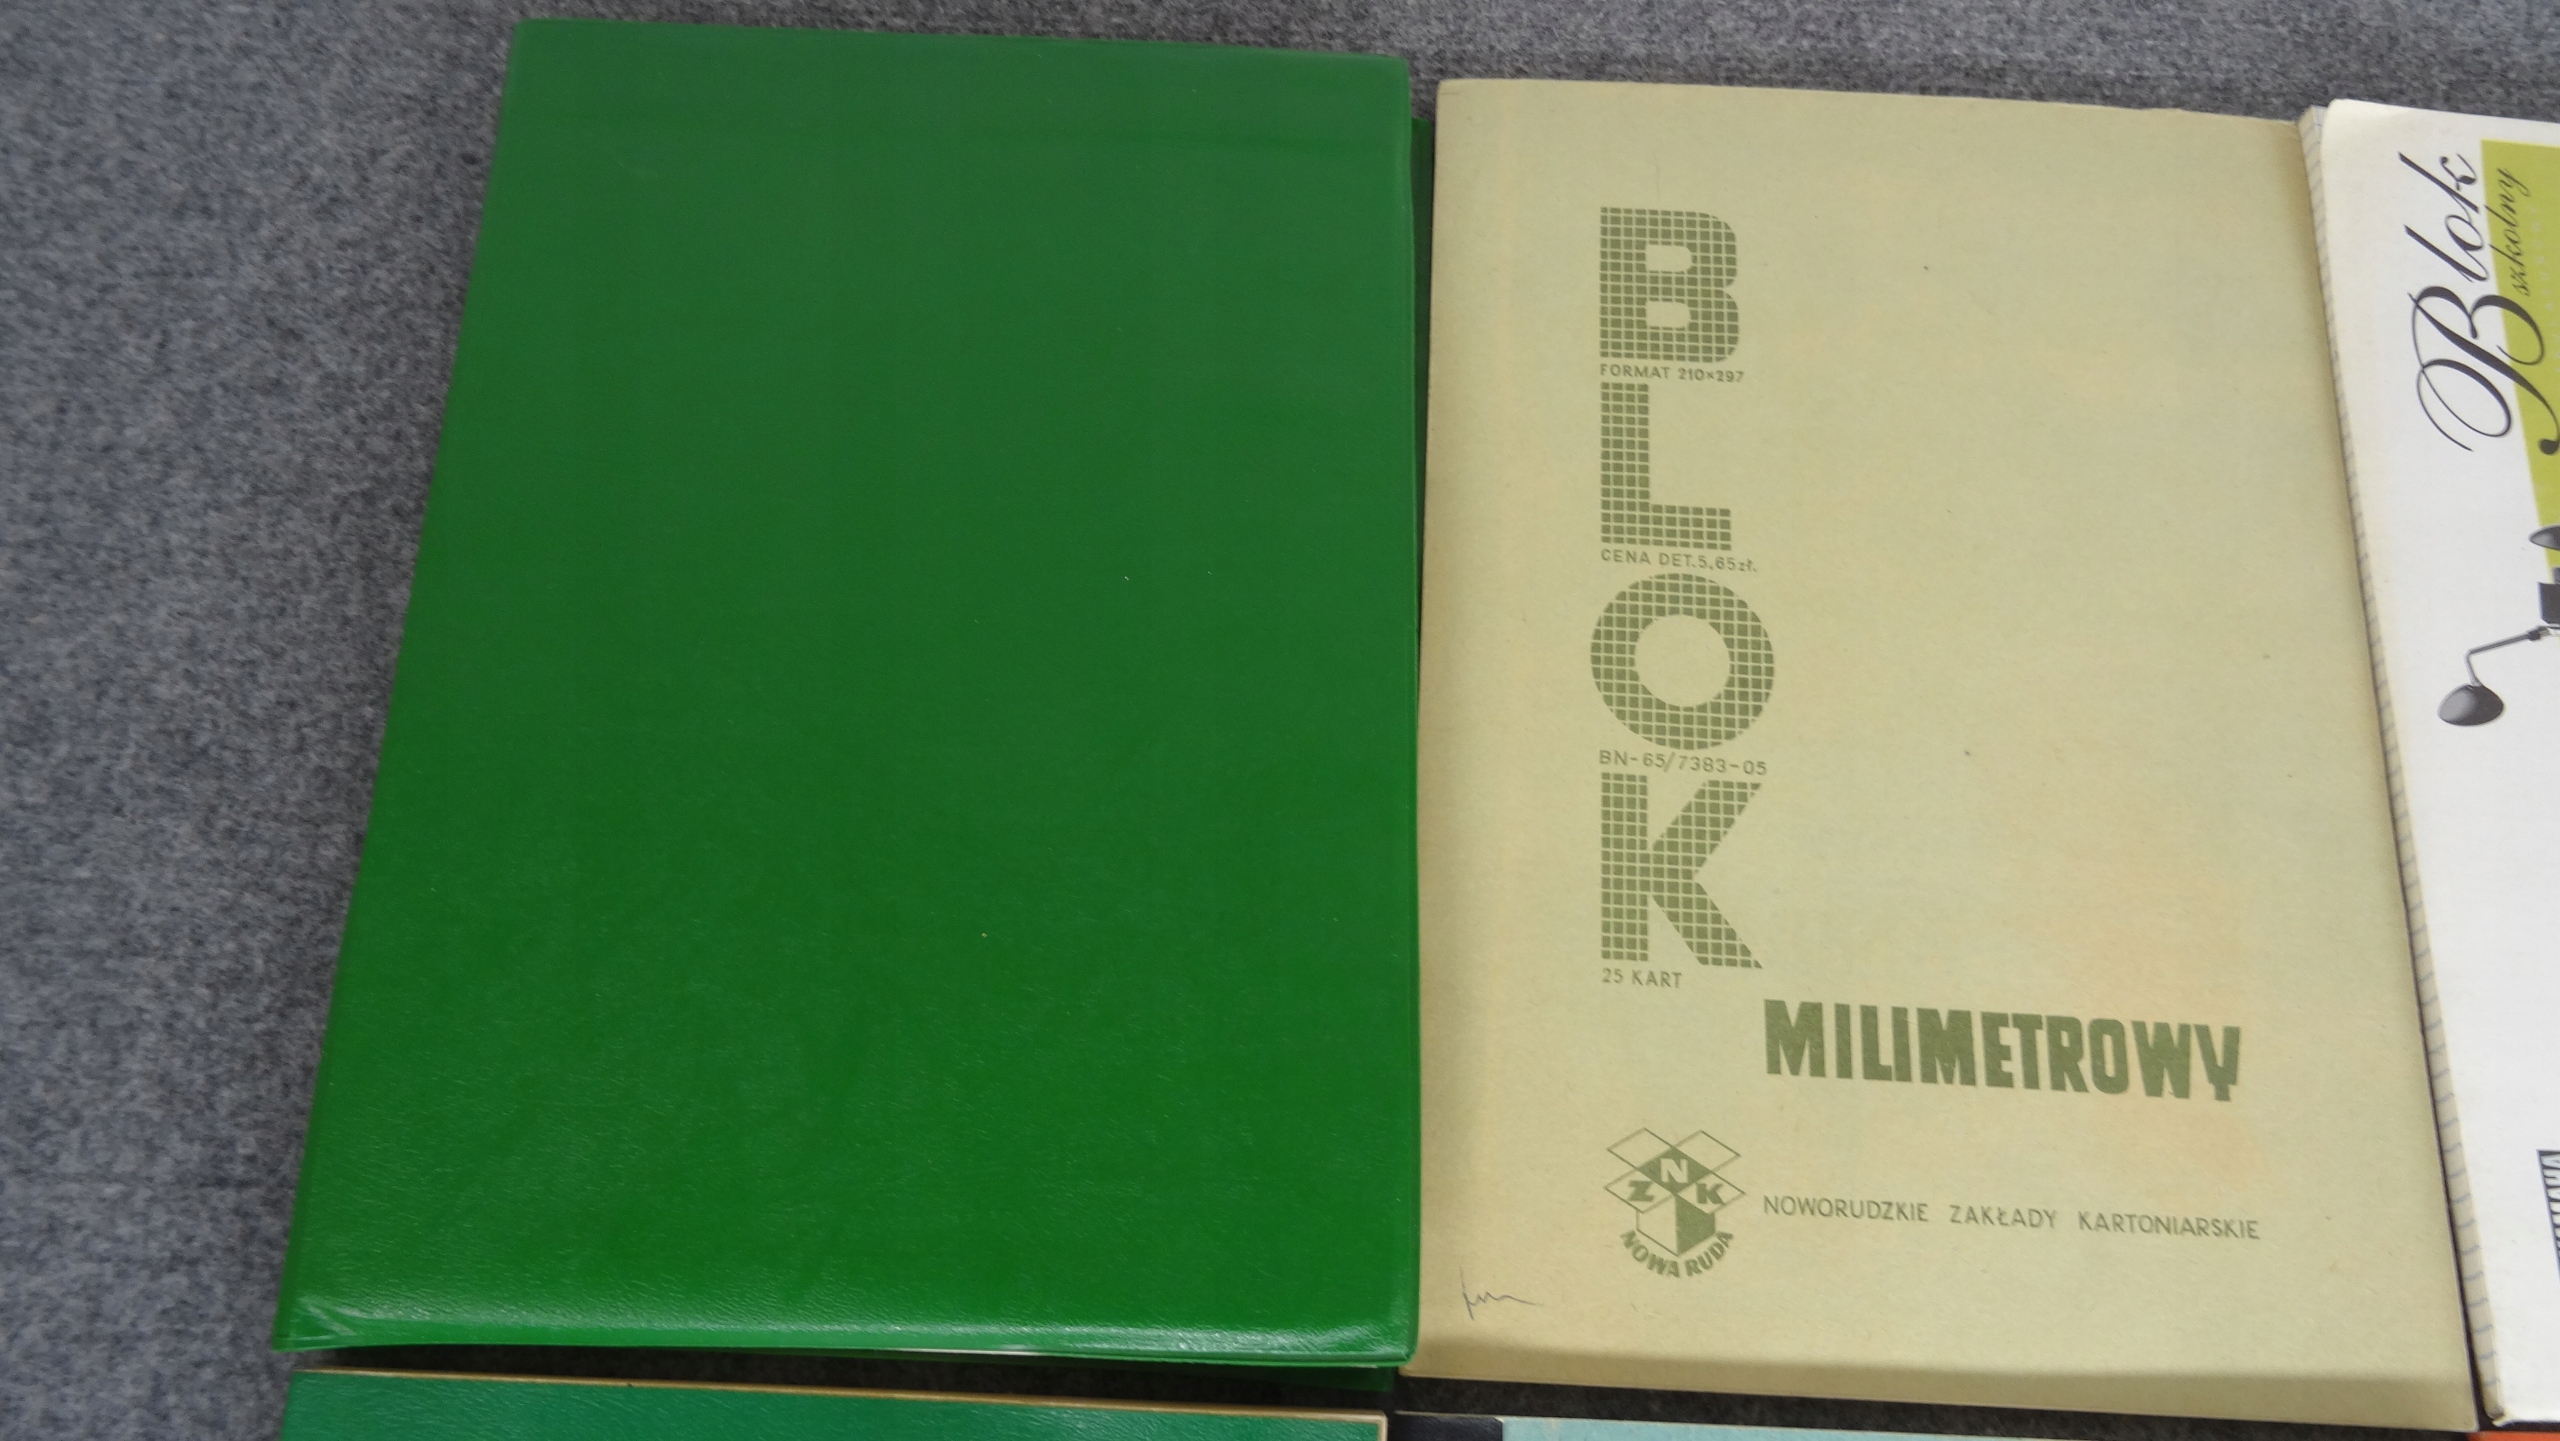 B
FORMAT 210×297
L
CENA DET. 5,65 zł.
O
BN-65/7383-05
K
25 KART
MILIMETROWY
ZNK
NOWA RUDA
NOWORUDZKIE ZAKŁADY KARTONIARSKIE
Blok
szkolny